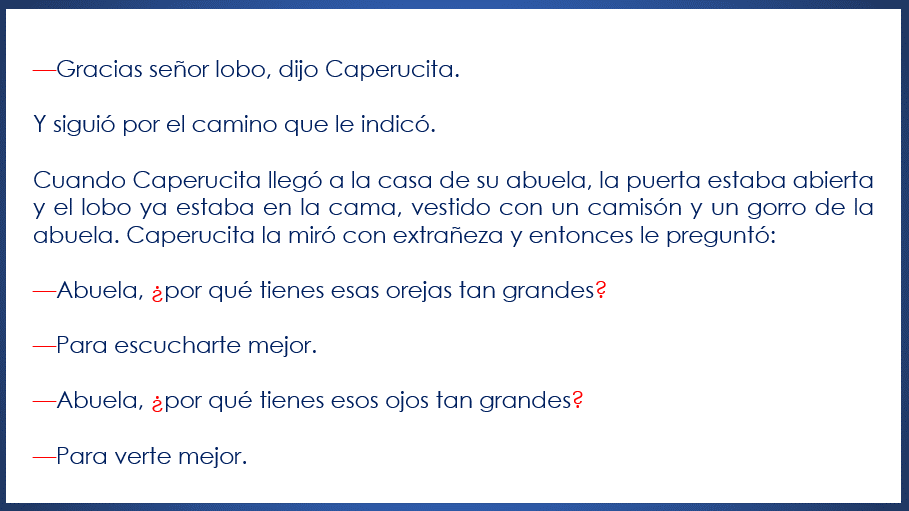 —Gracias señor lobo, dijo Caperucita.
Y siguió por el camino que le indicó.
Cuando Caperucita llegó a la casa de su abuela, la puerta estaba abierta
y el lobo ya estaba en la cama, vestido con un camisón y un gorro de la
abuela. Caperucita la miró con extrañeza y entonces le preguntó:
—Abuela, ¿por qué tienes esas orejas tan grandes?
—Para escucharte mejor.
—Abuela, ¿por qué tienes esos ojos tan grandes?
—Para verte mejor.